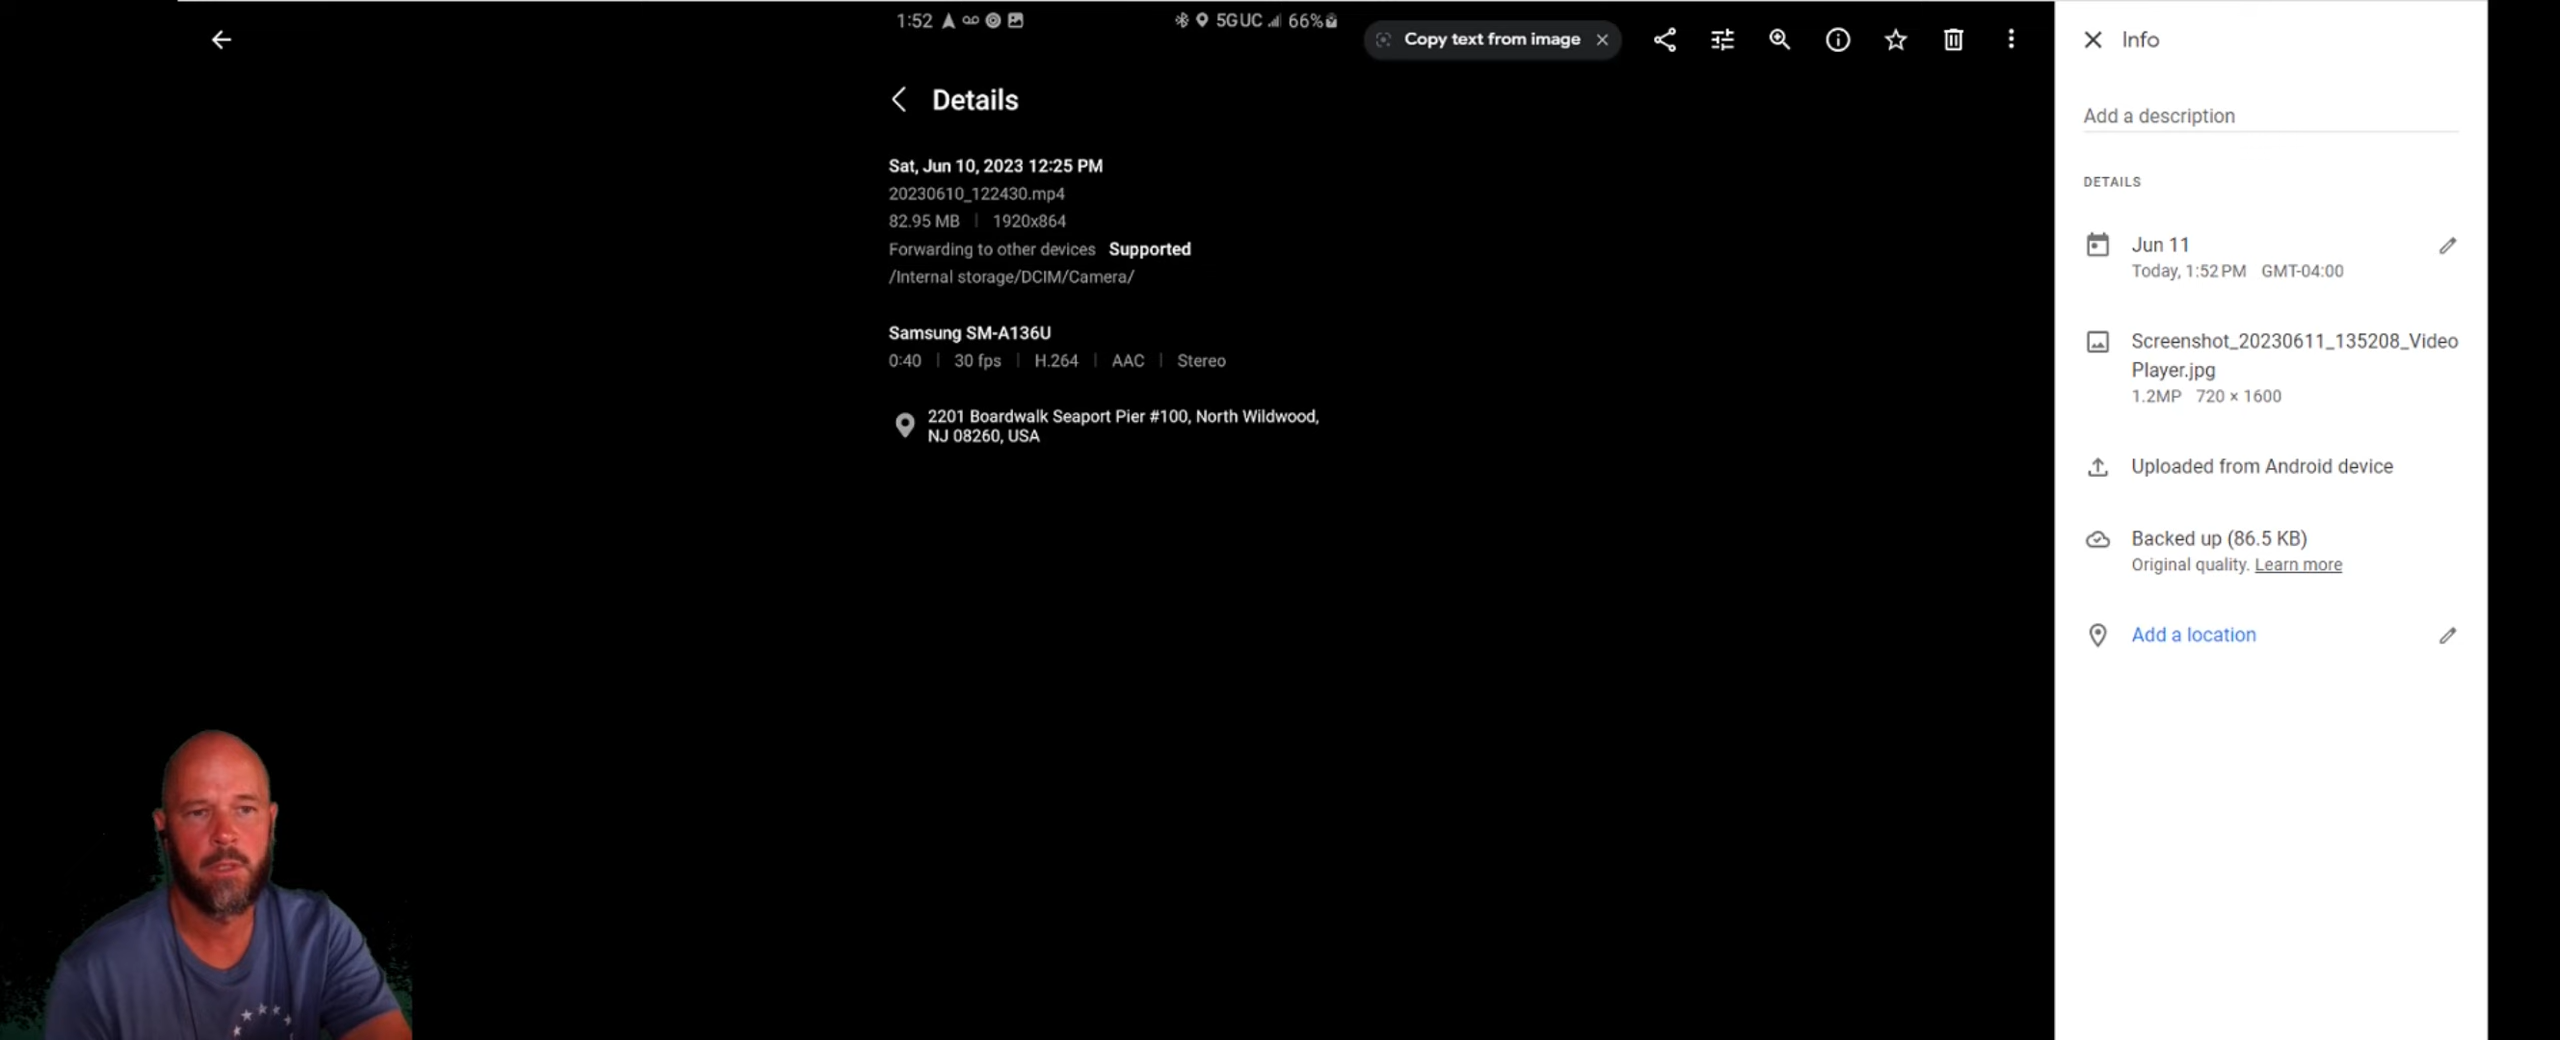 1:52
5GUC 66%
Copy text from image
Details
Sat, Jun 10, 2023 12:25 PM
20230610_122430.mp4
82.95 MB | 1920x864
Forwarding to other devices Supported
/Internal storage/DCIM/Camera/
Samsung SM-A136U
0:40 | 30 fps | H.264 | AAC | Stereo
2201 Boardwalk Seaport Pier #100, North Wildwood,
NJ 08260, USA
Info
Add a description
DETAILS
Jun 11
Today, 1:52 PM GMT-04:00
Screenshot_20230611_135208_Video
Player.jpg
1.2MP 720 × 1600
Uploaded from Android device
Backed up (86.5 KB)
Original quality. Learn more
Add a location